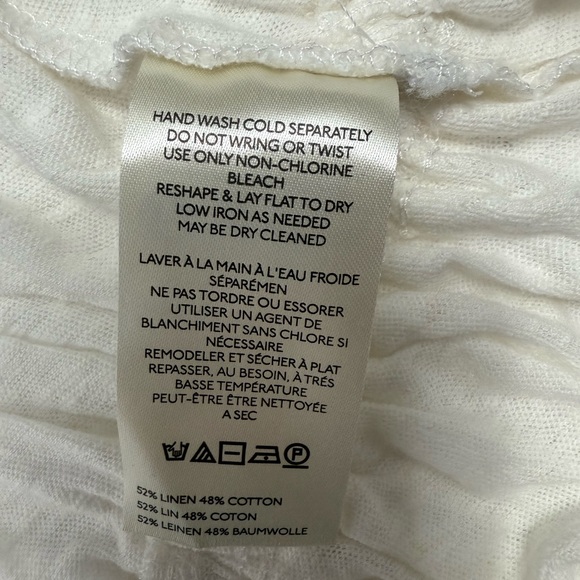 HAND WASH COLD SEPARATELY
DO NOT WRING OR TWIST
USE ONLY NON-CHLORINE
BLEACH
RESHAPE & LAY FLAT TO DRY
LOW IRON AS NEEDED
MAY BE DRY CLEANED
LAVER À LA MAIN À L'EAU FROIDE
SÉPARÉMEN
NE PAS TORDRE OU ESSORER
UTILISER UN AGENT DE
BLANCHIMENT SANS CHLORE SI
NÉCESSAIRE
REMODELER ET SÉCHER À PLAT
REPASSER, AU BESOIN, À TRÉS
BASSE TEMPÉRATURE
PEUT-ÊTRE ÊTRE NETTOYÉE
A SEC
P
52% LINEN 48% COTTON
52% LIN 48% COTON
52% LEINEN 48% BAUMWOLLE